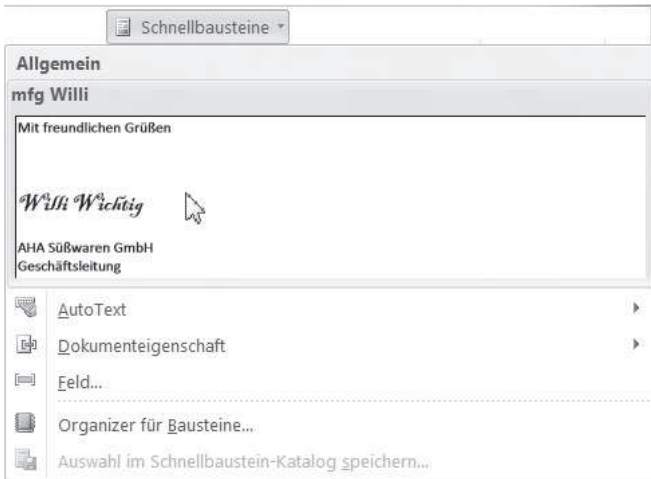 Schnellbausteine
Allgemein
mfg Willi
Mit freundlichen Grüßen
Willi Wichtig
AHA Süßwaren GmbH
Geschäftsleitung
AutoText
Dokumenteigenschaft
Feld...
Organizer für Bausteine...
Auswahl im Schnellbaustein-Katalog speichern...